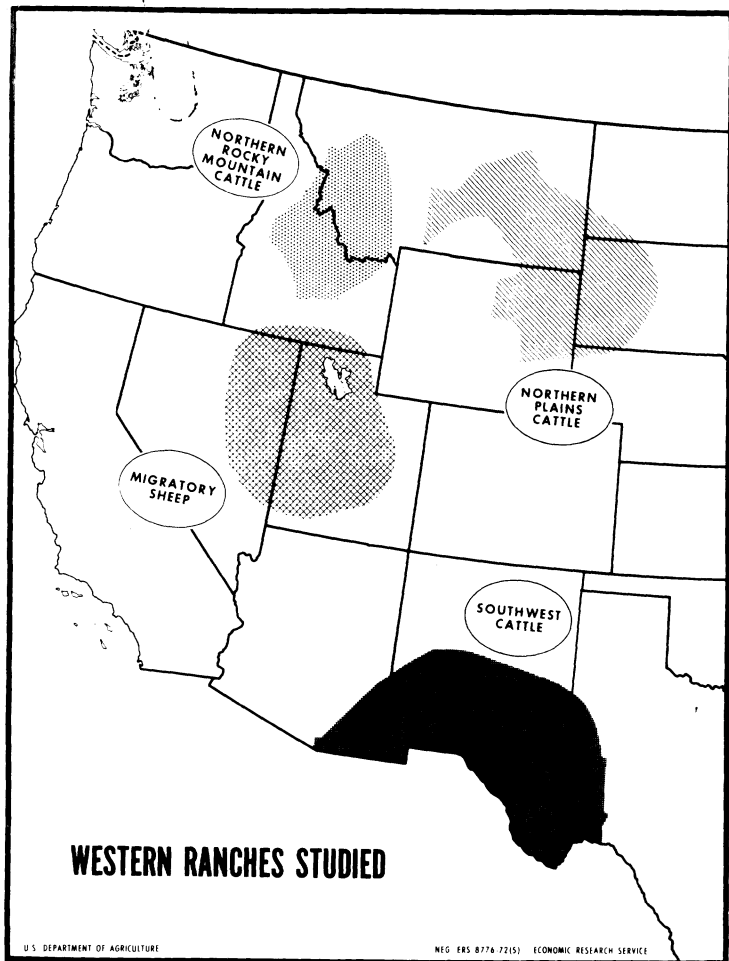 NORTHERN
ROCKY
MOUNTAIN
CATTLE
NORTHERN
PLAINS
CATTLE
MIGRATORY
SHEEP
SOUTHWEST
CATTLE
WESTERN RANCHES STUDIED
U.S. DEPARTMENT OF AGRICULTURE
NEG. ERS 8776-72(5) ECONOMIC RESEARCH SERVICE